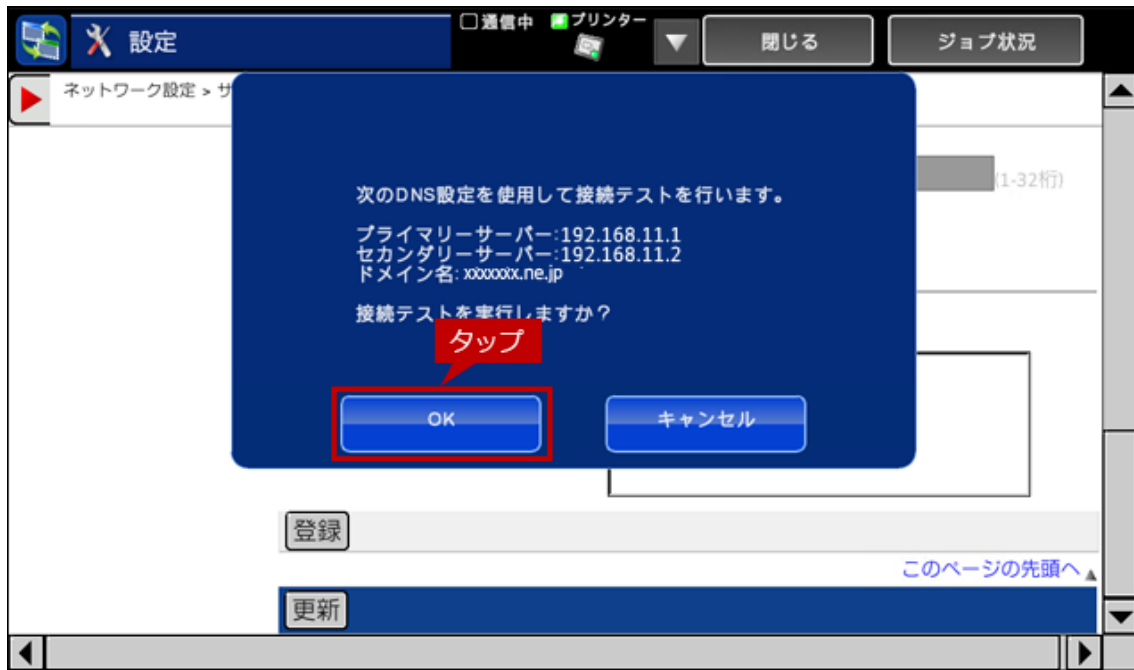 設定
□通信中
プリンター
閉じる
ジョブ状況
ネットワーク設定 > サ
(1-32桁)
次のDNS設定を使用して接続テストを行います。
プライマリーサーバー:192.168.11.1
セカンダリーサーバー:192.168.11.2
ドメイン名: xxxxxxx.ne.jp
接続テストを実行しますか？
タップ
OK
キャンセル
登録
このページの先頭へ
更新